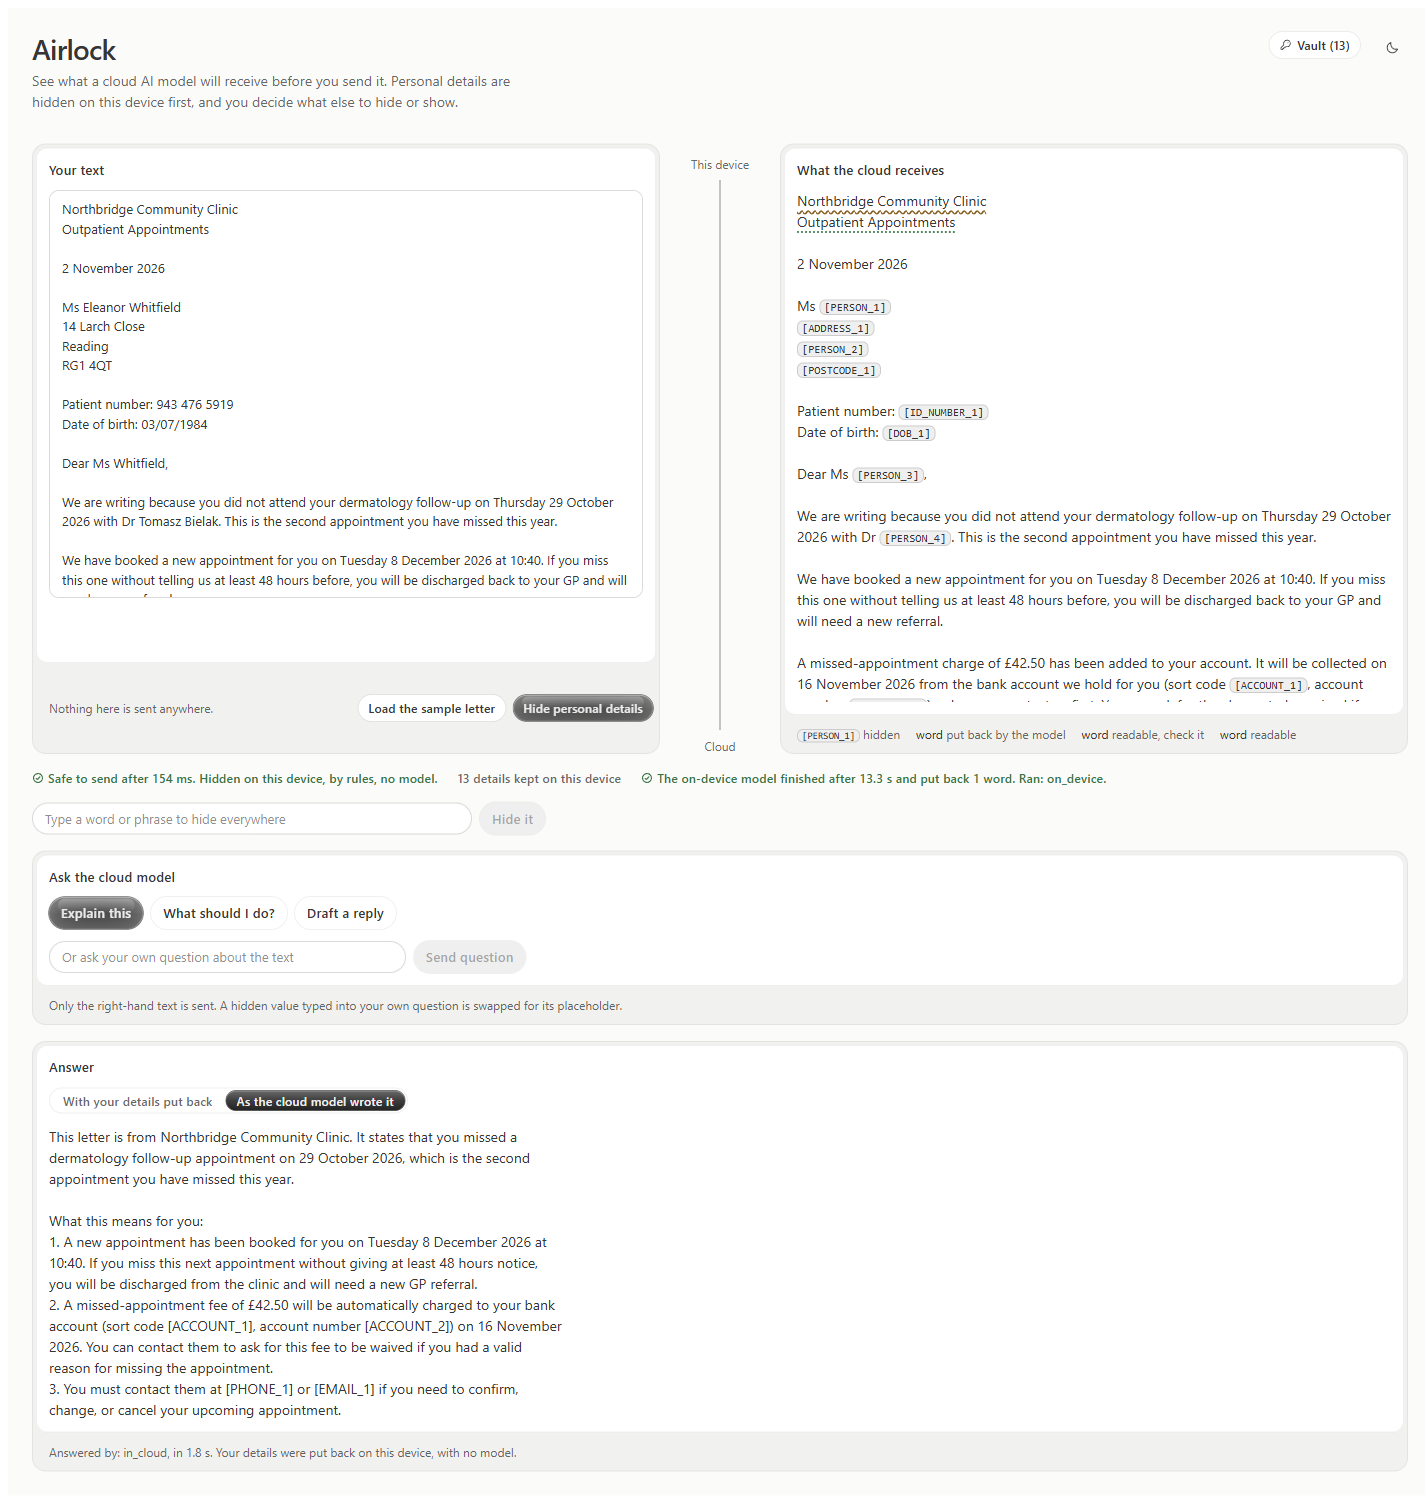 Airlock
Vault (13)
See what a cloud AI model will receive before you send it. Personal details are
hidden on this device first, and you decide what else to hide or show.
Your text
Northbridge Community Clinic
Outpatient Appointments
2 November 2026
Ms Eleanor Whitfield
14 Larch Close
Reading
RG1 4QT
Patient number: 943 476 5919
Date of birth: 03/07/1984
Dear Ms Whitfield,
We are writing because you did not attend your dermatology follow-up on Thursday 29 October
2026 with Dr Tomasz Bielak. This is the second appointment you have missed this year.
We have booked a new appointment for you on Tuesday 8 December 2026 at 10:40. If you miss
this one without telling us at least 48 hours before, you will be discharged back to your GP and will
Nothing here is sent anywhere.
Load the sample letter
Hide personal details
This device
Cloud
What the cloud receives
Northbridge Community Clinic
Outpatient Appointments
2 November 2026
Ms [PERSON_1]
[ADDRESS_1]
[PERSON_2]
[POSTCODE_1]
Patient number: [ID_NUMBER_1]
Date of birth: [DOB_1]
Dear Ms [PERSON_3],
We are writing because you did not attend your dermatology follow-up on Thursday 29 October
2026 with Dr [PERSON_4]. This is the second appointment you have missed this year.
We have booked a new appointment for you on Tuesday 8 December 2026 at 10:40. If you miss
this one without telling us at least 48 hours before, you will be discharged back to your GP and
will need a new referral.
A missed-appointment charge of £42.50 has been added to your account. It will be collected on
16 November 2026 from the bank account we hold for you (sort code [ACCOUNT_1], account
[PERSON_1] hidden word put back by the model word readable, check it word readable
Safe to send after 154 ms. Hidden on this device, by rules, no model. 13 details kept on this device The on-device model finished after 13.3 s and put back 1 word. Ran: on_device.
Type a word or phrase to hide everywhere
Hide it
Ask the cloud model
Explain this
What should I do?
Draft a reply
Or ask your own question about the text
Send question
Only the right-hand text is sent. A hidden value typed into your own question is swapped for its placeholder.
Answer
With your details put back
As the cloud model wrote it
This letter is from Northbridge Community Clinic. It states that you missed a
dermatology follow-up appointment on 29 October 2026, which is the second
appointment you have missed this year.
What this means for you:
1. A new appointment has been booked for you on Tuesday 8 December 2026 at
10:40. If you miss this next appointment without giving at least 48 hours notice,
you will be discharged from the clinic and will need a new GP referral.
2. A missed-appointment fee of £42.50 will be automatically charged to your bank
account (sort code [ACCOUNT_1], account number [ACCOUNT_2]) on 16 November
2026. You can contact them to ask for this fee to be waived if you had a valid
reason for missing the appointment.
3. You must contact them at [PHONE_1] or [EMAIL_1] if you need to confirm,
change, or cancel your upcoming appointment.
Answered by: in_cloud, in 1.8 s. Your details were put back on this device, with no model.